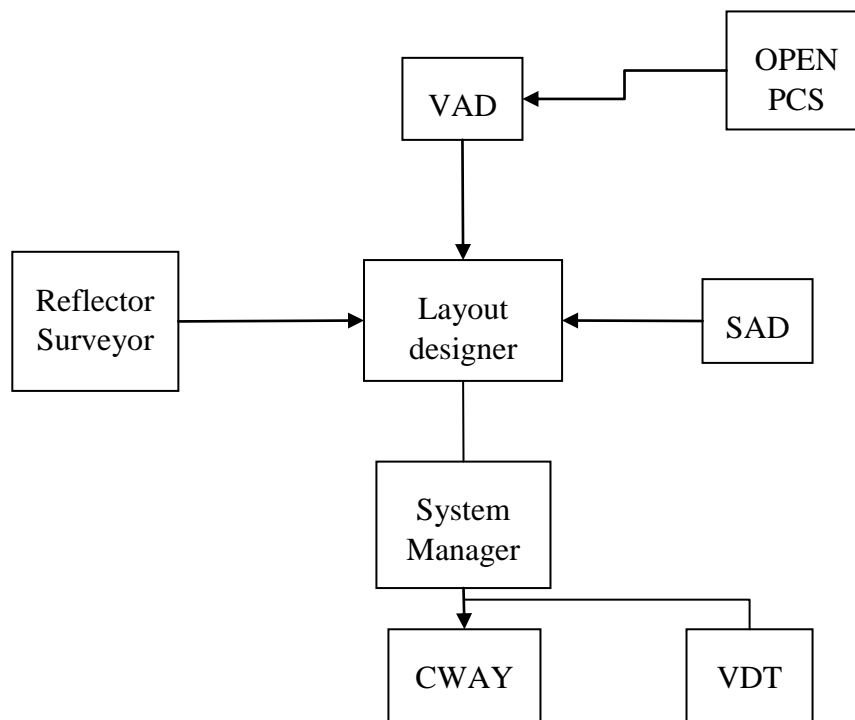 OPEN
PCS
VAD
Reflector
Surveyor
Layout
designer
SAD
System
Manager
CWAY
VDT